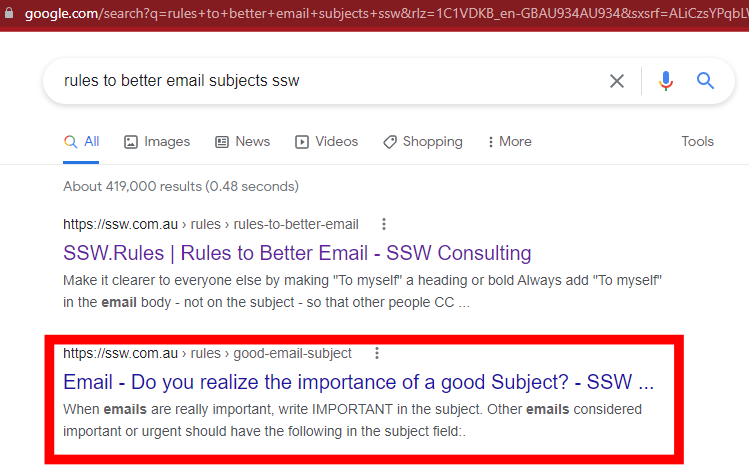 google.com/search?q=rules+to+better+email+subjects+ssw&rlz=1C1VDKB_en-GBAU934AU934&sxsrf=ALiCzsYPqbL
rules to better email subjects ssw
All Images News Videos Shopping More Tools
About 419,000 results (0.48 seconds)
https://ssw.com.au › rules › rules-to-better-email
SSW.Rules | Rules to Better Email - SSW Consulting
Make it clearer to everyone else by making "To myself" a heading or bold Always add "To myself"
in the email body - not on the subject - so that other people CC ...
https://ssw.com.au › rules › good-email-subject
Email - Do you realize the importance of a good Subject? - SSW ...
When emails are really important, write IMPORTANT in the subject. Other emails considered
important or urgent should have the following in the subject field:.